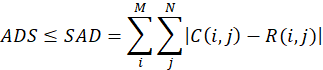 ADS ≤ SAD = ∑_{i}^{M} ∑_{j}^{N} |C(i,j) − R(i,j)|